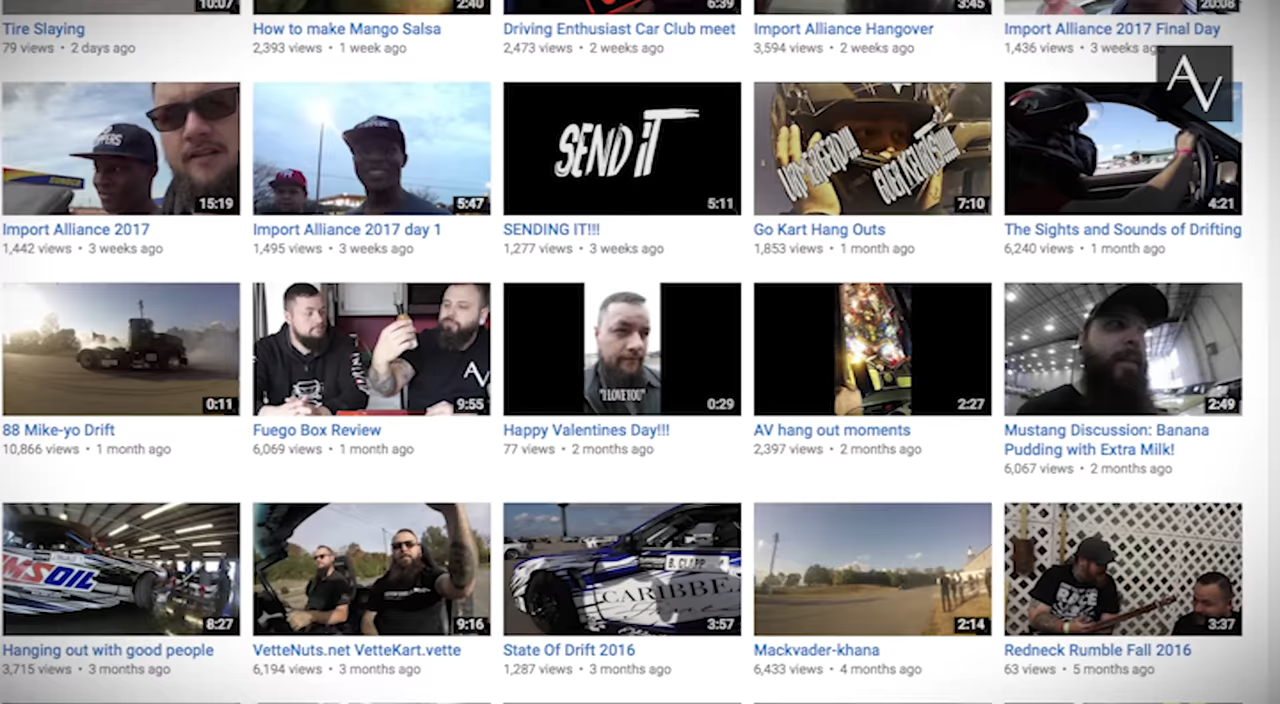 10:07
2:40
6:39
3:45
20:08
Tire Slaying
79 views • 2 days ago
How to make Mango Salsa
2,393 views • 1 week ago
Driving Enthusiast Car Club meet
2,473 views • 2 weeks ago
Import Alliance Hangover
3,594 views • 2 weeks ago
Import Alliance 2017 Final Day
1,436 views • 3 weeks ago
AV
SUNOCO
15:19
5:47
SEND iT
5:11
7:10
4:21
Import Alliance 2017
1,442 views • 3 weeks ago
Import Alliance 2017 day 1
1,495 views • 3 weeks ago
SENDING IT!!!
1,277 views • 3 weeks ago
Go Kart Hang Outs
1,853 views • 1 month ago
The Sights and Sounds of Drifting
6,240 views • 1 month ago
0:11
AV
9:55
"I LOVE YOU"
0:29
2:27
2:49
88 Mike-yo Drift
10,866 views • 1 month ago
Fuego Box Review
6,069 views • 1 month ago
Happy Valentines Day!!!
77 views • 2 months ago
AV hang out moments
2,397 views • 2 months ago
Mustang Discussion: Banana
Pudding with Extra Milk!
6,067 views • 2 months ago
MSOIL
8:27
9:16
B. CLAPP
CARIBBE
3:57
2:14
3:37
Hanging out with good people
3,715 views • 3 months ago
VetteNuts.net VetteKart.vette
6,194 views • 3 months ago
State Of Drift 2016
1,287 views • 3 months ago
Mackvader-khana
6,433 views • 4 months ago
Redneck Rumble Fall 2016
63 views • 5 months ago